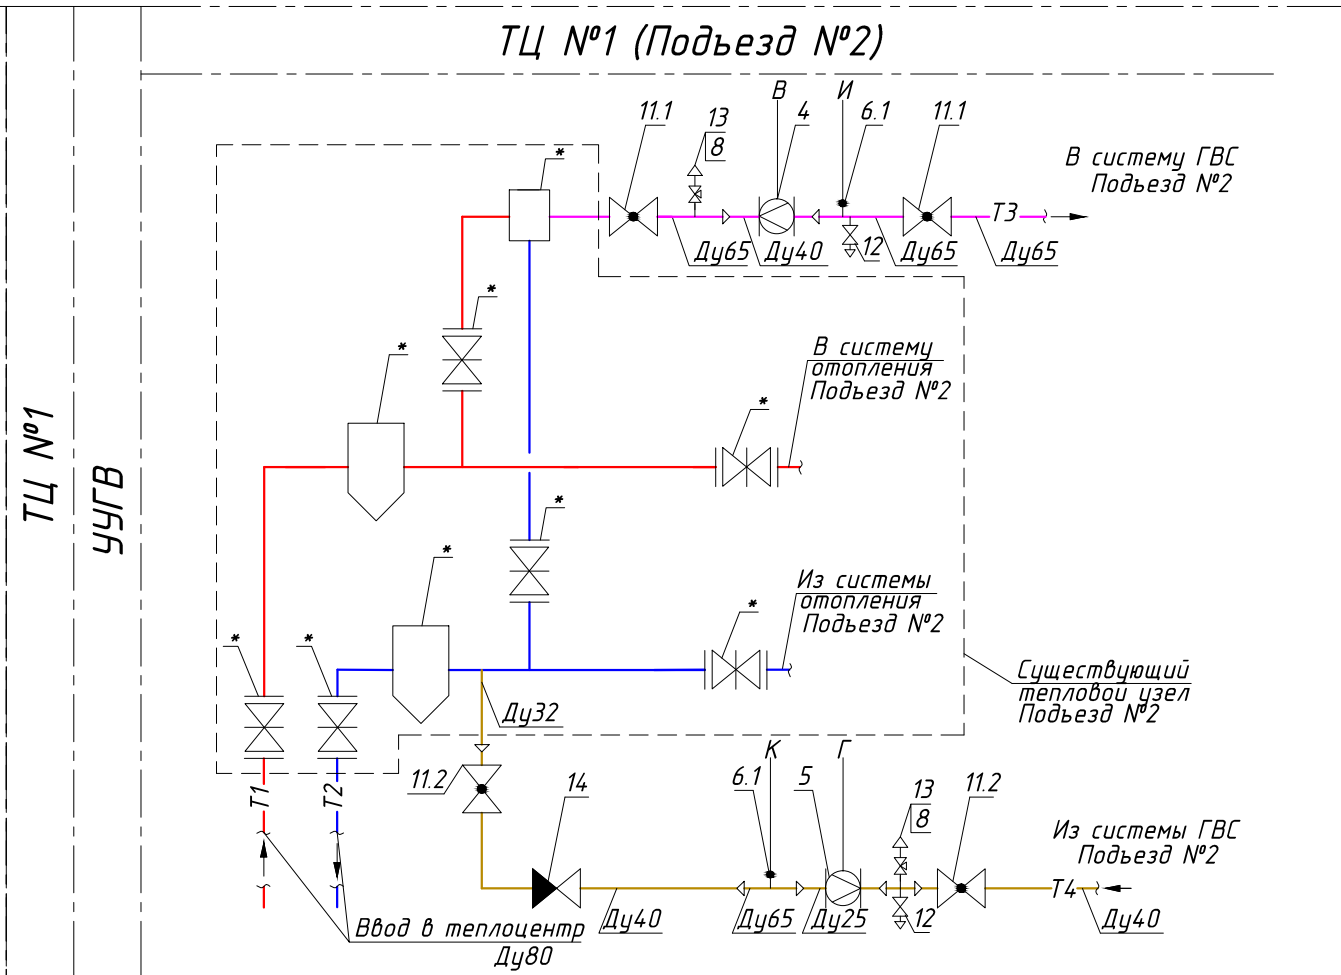 ТЦ №1 (Подъезд №2)
ТЦ №1
УУГВ
11.1
13
8
В
4
И
6.1
11.1
В систему ГВС
Подъезд №2
*
Т3
Ду65
Ду40
12
Ду65
Ду65
*
*
В систему
отопления
Подъезд №2
*
*
*
Из системы
отопления
Подъезд №2
*
*
*
Существующий
тепловой узел
Подъезд №2
Ду32
Т1
Т2
11.2
14
К
6.1
Г
5
13
8
11.2
Из системы ГВС
Подъезд №2
Т4
Ду40
Ду65
Ду25
12
Ду40
Ввод в теплоцентр
Ду80